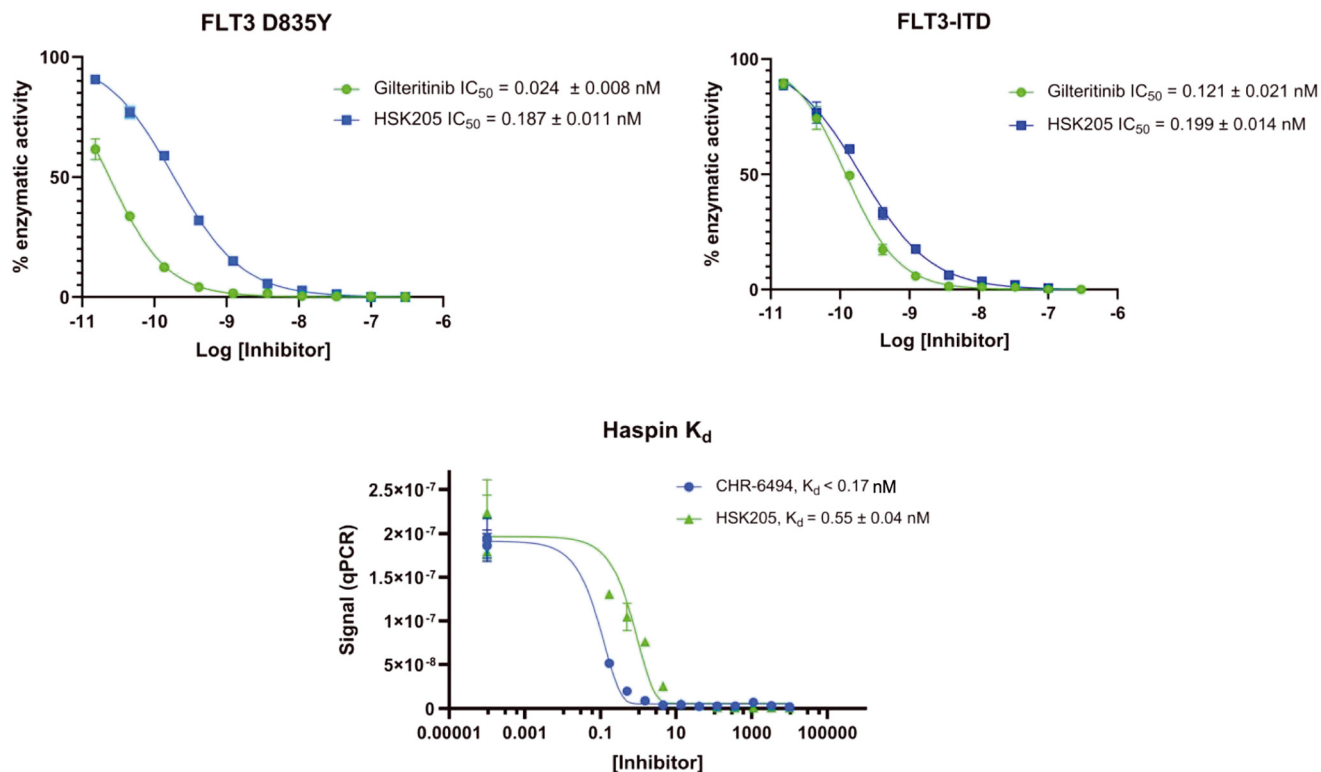 FLT3 D835Y
% enzymatic activity
100
50
0
-11 -10 -9 -8 -7 -6
Log [Inhibitor]
Gilteritinib IC₅₀ = 0.024 ± 0.008 nM
HSK205 IC₅₀ = 0.187 ± 0.011 nM
FLT3-ITD
% enzymatic activity
100
50
0
-11 -10 -9 -8 -7 -6
Log [Inhibitor]
Gilteritinib IC₅₀ = 0.121 ± 0.021 nM
HSK205 IC₅₀ = 0.199 ± 0.014 nM
Haspin K_d
Signal (qPCR)
2.5×10⁻⁷
2×10⁻⁷
1.5×10⁻⁷
1×10⁻⁷
5×10⁻⁸
0
0.00001 0.001 0.1 10 1000 100000
[Inhibitor]
CHR-6494, K_d < 0.17 nM
HSK205, K_d = 0.55 ± 0.04 nM